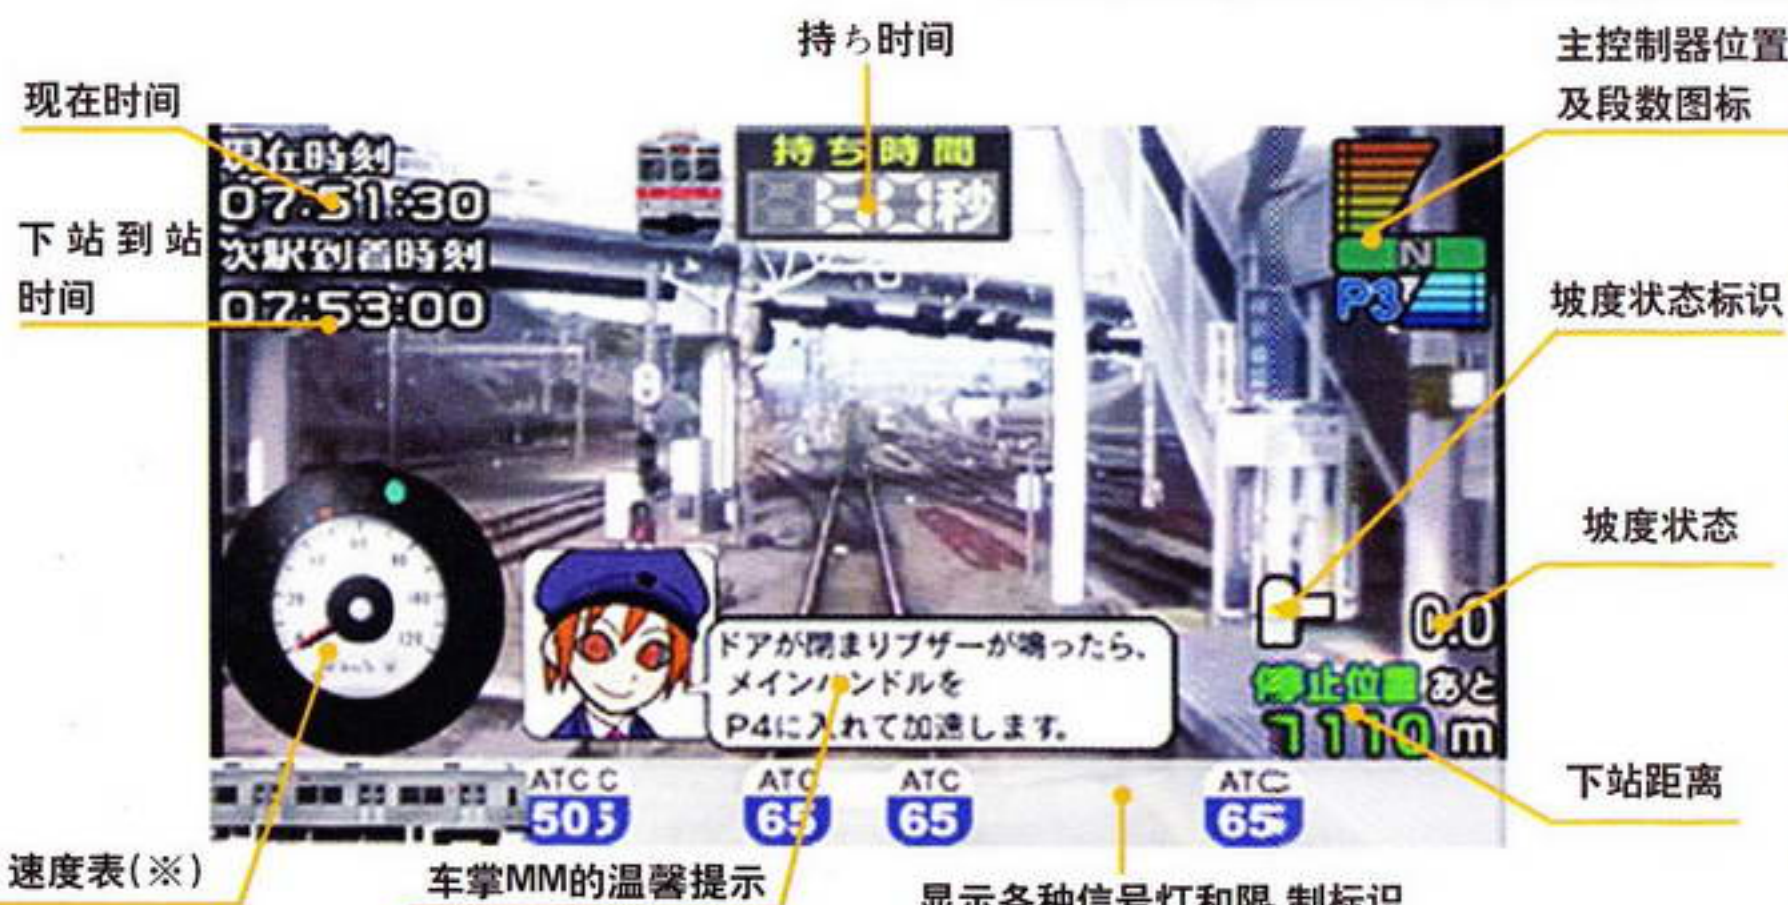 持ち时间
主控制器位置
及段数图标
现在时间
下站到站
时间
现在時刻
07:51:30
次駅到着時刻
07:53:00
持ち時間
秒
N
P3
坡度状态标识
坡度状态
0.0
停止位置あと
1110m
下站距离
ドアが閉まりブザーが鳴ったら、
メインハンドルを
P4に入れて加速します。
20
80
120
ATC
50
ATC
65
ATC
65
ATC
65
速度表(※)
车掌MM的温馨提示
显示各种信号灯和限 制标识